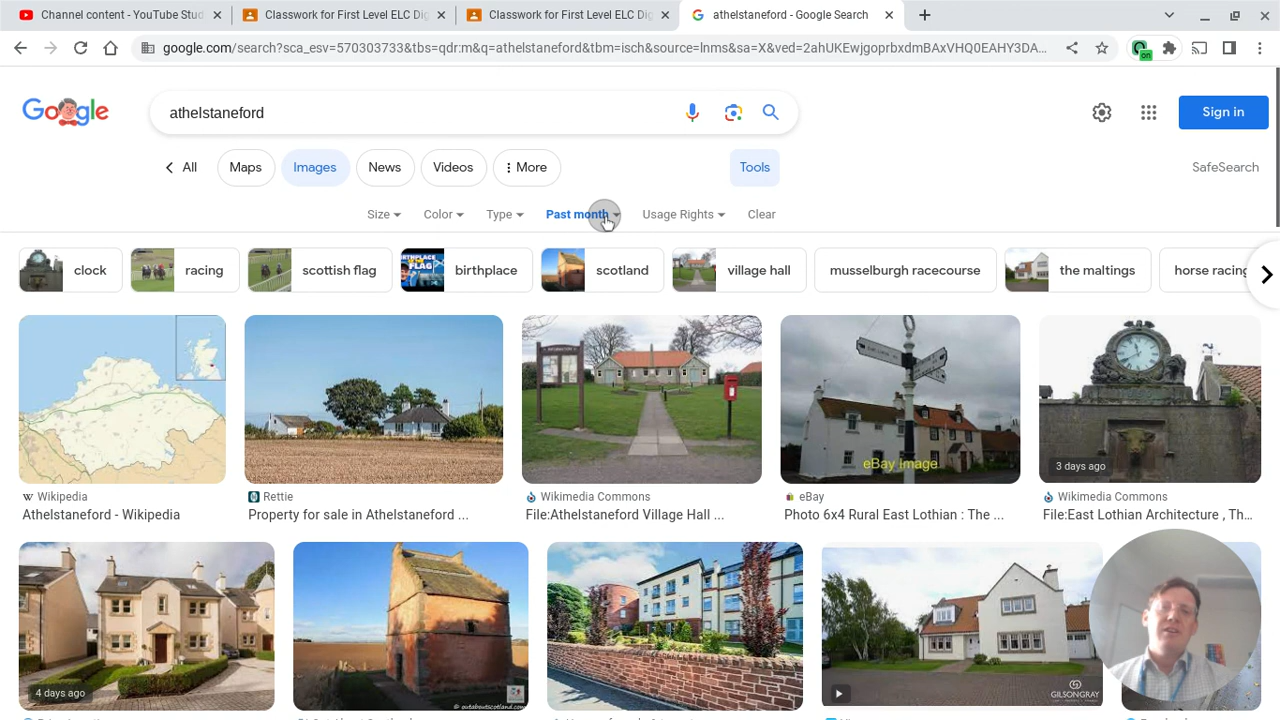 Channel content - YouTube Stud
Classwork for First Level ELC Dig
Classwork for First Level ELC Dig
athelstaneford - Google Search
google.com/search?sca_esv=570303733&tbs=qdr:m&q=athelstaneford&tbm=isch&source=lnms&sa=X&ved=2ahUKEwjgoprbxdmBAxVHQ0EAHY3DA...
on
Google
athelstaneford
Sign in
All
Maps
Images
News
Videos
More
Tools
SafeSearch
Size
Color
Type
Past month
Usage Rights
Clear
clock
racing
scottish flag
birthplace
scotland
village hall
musselburgh racecourse
the maltings
horse racing
eBay image
3 days ago
W Wikipedia
Athelstaneford - Wikipedia
Rettie
Property for sale in Athelstaneford ...
Wikimedia Commons
File:Athelstaneford Village Hall ...
eBay
Photo 6x4 Rural East Lothian : The ...
Wikimedia Commons
File:East Lothian Architecture , Th...
4 days ago
© outaboutscotland.com
GILSONGRAY